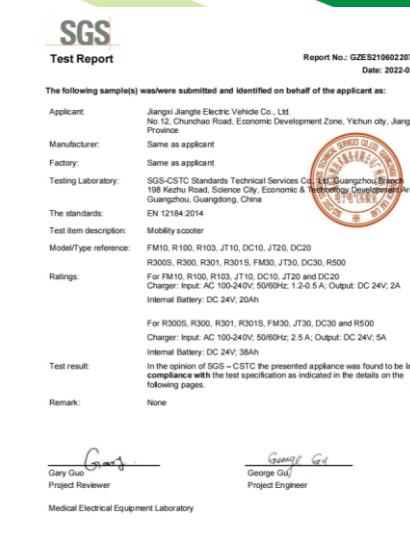 SGS
Test Report
Report No.: GZES210602207
Date: 2022-0
The following sample(s) was/were submitted and identified on behalf of the applicant as:
Applicant: Jiangxi Jiangte Electric Vehicle Co., Ltd.
No.12, Chunchao Road, Economic Development Zone, Yichun city, Jiang
Province
Manufacturer: Same as applicant
Factory: Same as applicant
Testing Laboratory: SGS-CSTC Standards Technical Services Co., Ltd. Guangzhou Branch
198 Kezhu Road, Science City, Economic & Technology Development Ar
Guangzhou, Guangdong, China
The standards: EN 12184:2014
Test item description: Mobility scooter
Model/Type reference: FM10, R100, R103, JT10, DC10, JT20, DC20
R300S, R300, R301, R301S, FM30, JT30, DC30, R500
Ratings: For FM10, R100, R103, JT10, DC10, JT20 and DC20
Charger: Input: AC 100-240V; 50/60Hz; 1.2-0.5 A; Output: DC 24V; 2A
Internal Battery: DC 24V; 20Ah
For R300S, R300, R301, R301S, FM30, JT30, DC30 and R500
Charger: Input: AC 100-240V; 50/60Hz; 2.5 A; Output: DC 24V; 5A
Internal Battery: DC 24V; 38Ah
Test result: In the opinion of SGS – CSTC the presented appliance was found to be in
compliance with the test specification as indicated in the details on the
following pages.
Remark: None
Gary Guo
Project Reviewer
George Gu
Project Engineer
Medical Electrical Equipment Laboratory